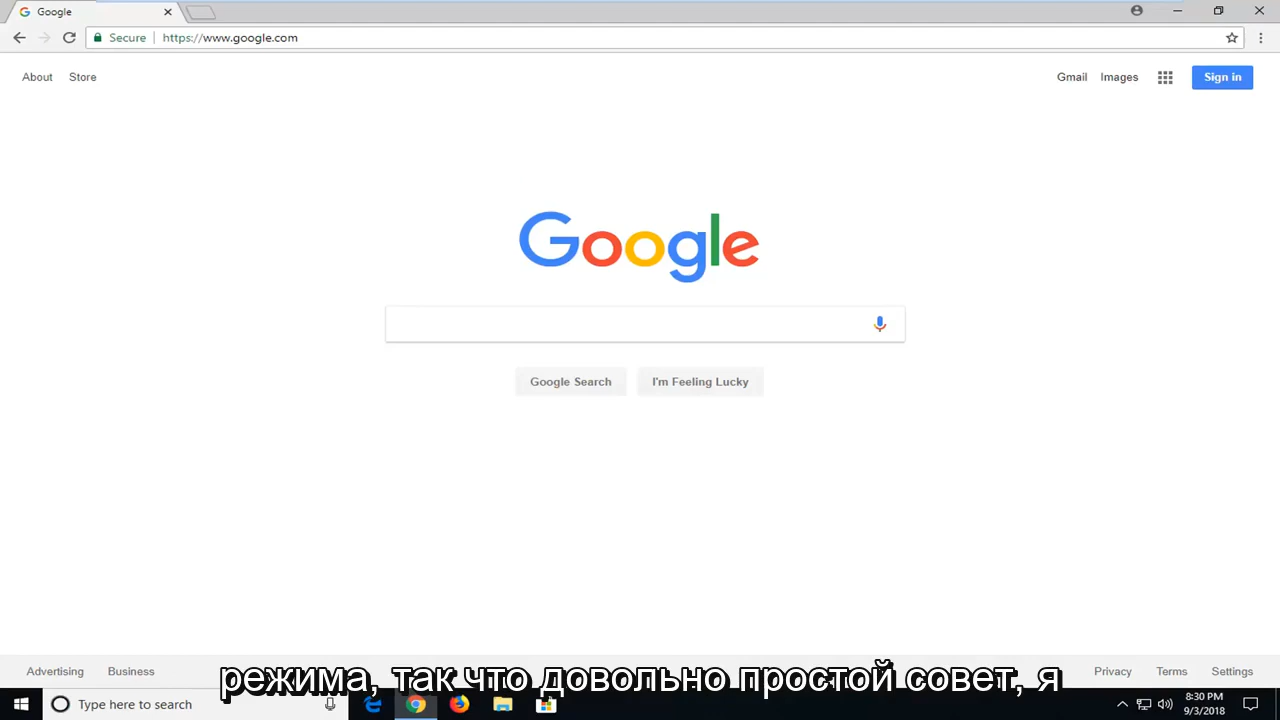 Google
Secure
https://www.google.com
About
Store
Gmail
Images
Sign in
Google
Google Search
I'm Feeling Lucky
Advertising
Business
Privacy
Terms
Settings
режима, так что довольно простой совет, я
Type here to search
8:30 PM
9/3/2018